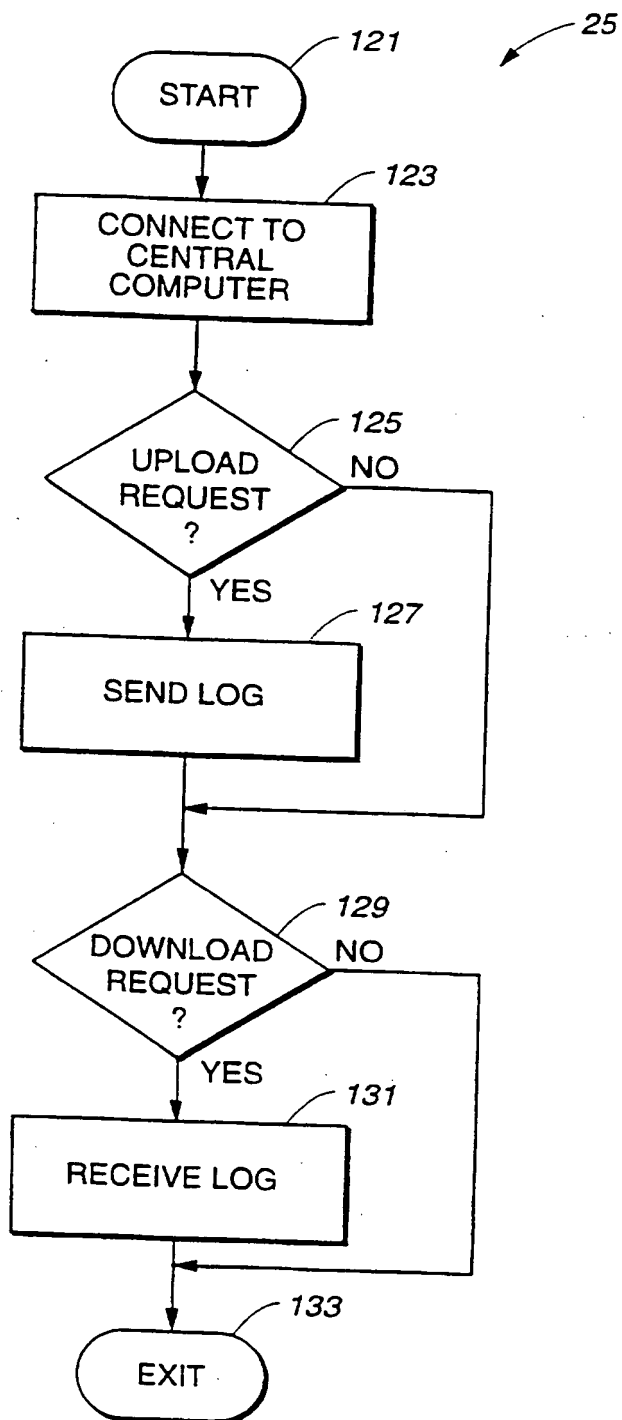 25
121
START
123
CONNECT TO
CENTRAL
COMPUTER
125
UPLOAD
REQUEST
?
NO
YES
127
SEND LOG
129
DOWNLOAD
REQUEST
?
NO
YES
131
RECEIVE LOG
133
EXIT